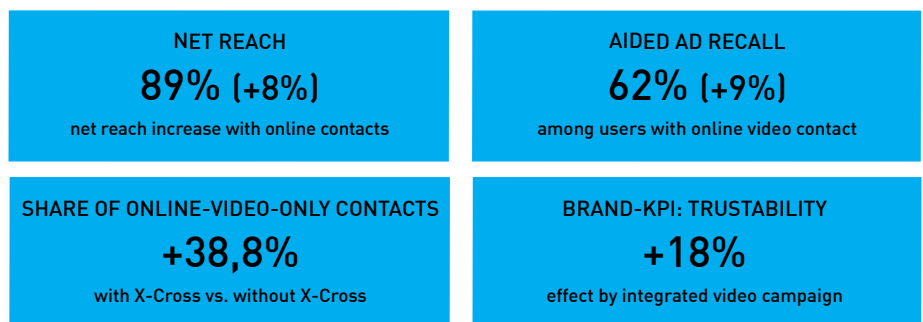 NET REACH
89% (+8%)
net reach increase with online contacts
AIDED AD RECALL
62% (+9%)
among users with online video contact
SHARE OF ONLINE-VIDEO-ONLY CONTACTS
+38,8%
with X-Cross vs. without X-Cross
BRAND-KPI: TRUSTABILITY
+18%
effect by integrated video campaign